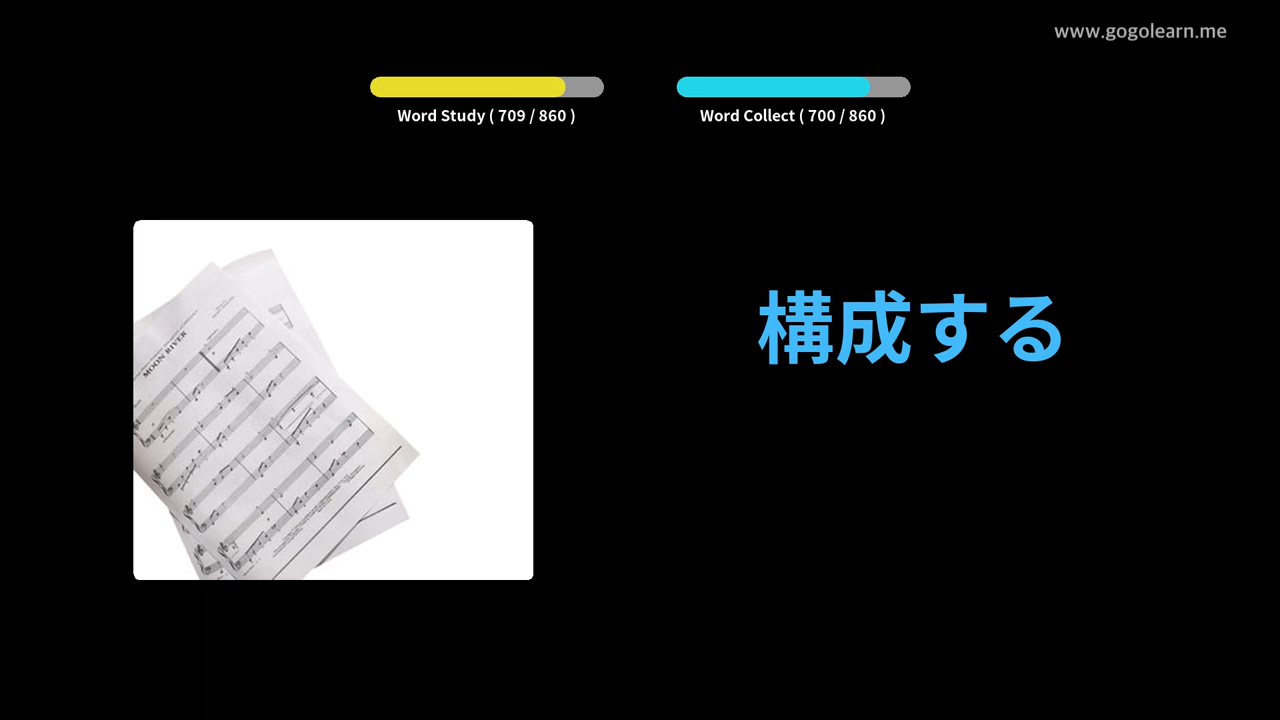 www.gogolearn.me
Word Study ( 709 / 860 )
Word Collect ( 700 / 860 )
構成する
MOON RIVER